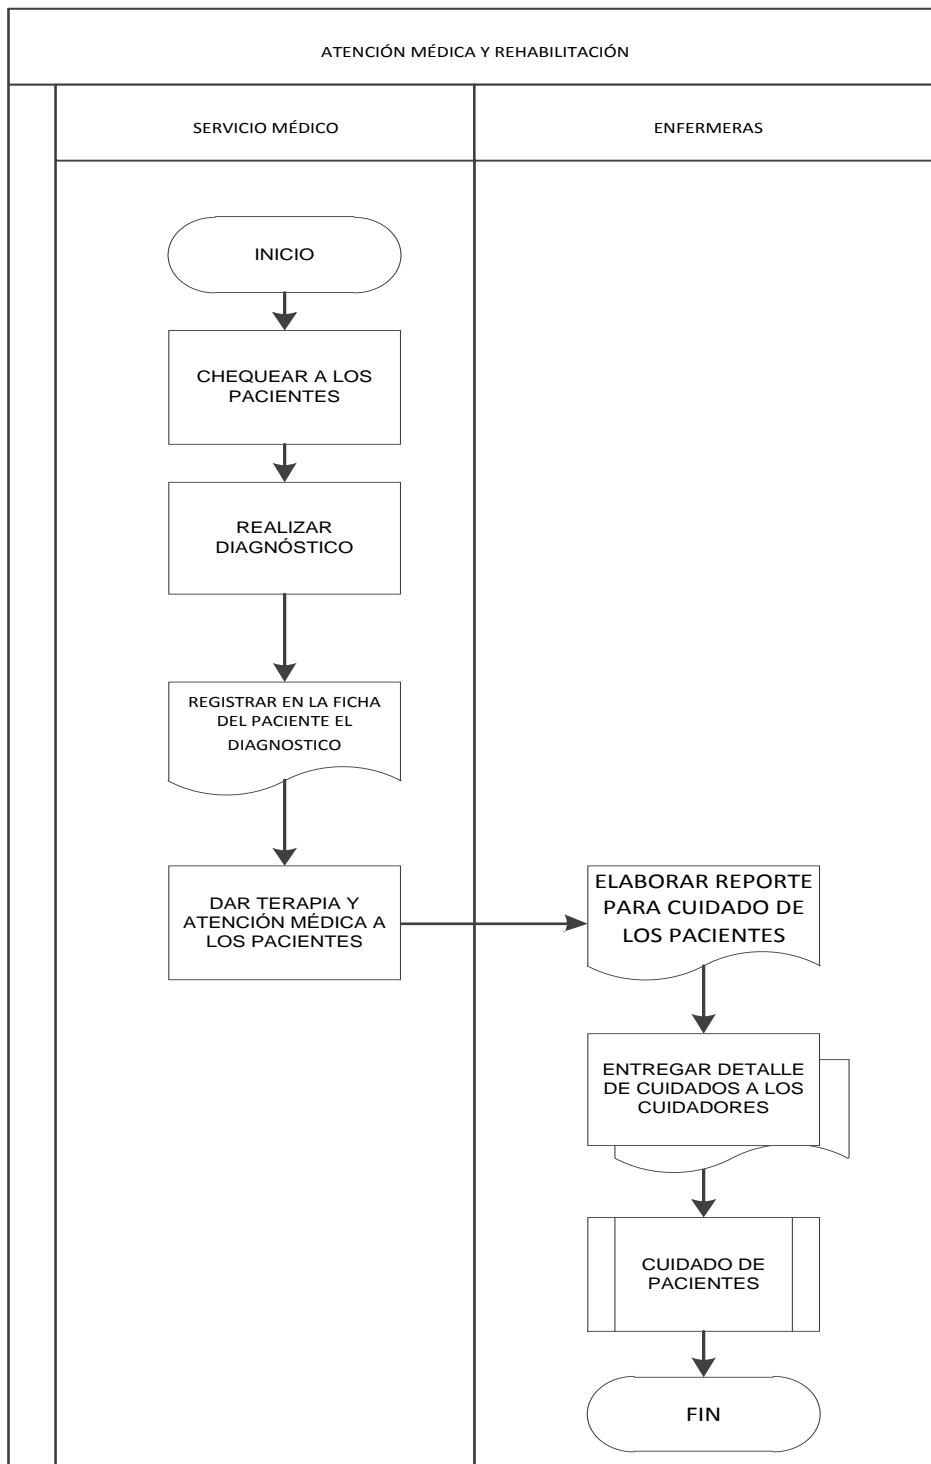 ATENCIÓN MÉDICA Y REHABILITACIÓN
SERVICIO MÉDICO
ENFERMERAS
INICIO
CHEQUEAR A LOS
PACIENTES
REALIZAR
DIAGNÓSTICO
REGISTRAR EN LA FICHA
DEL PACIENTE EL
DIAGNOSTICO
DAR TERAPIA Y
ATENCIÓN MÉDICA A
LOS PACIENTES
ELABORAR REPORTE
PARA CUIDADO DE
LOS PACIENTES
ENTREGAR DETALLE
DE CUIDADOS A LOS
CUIDADORES
CUIDADO DE
PACIENTES
FIN